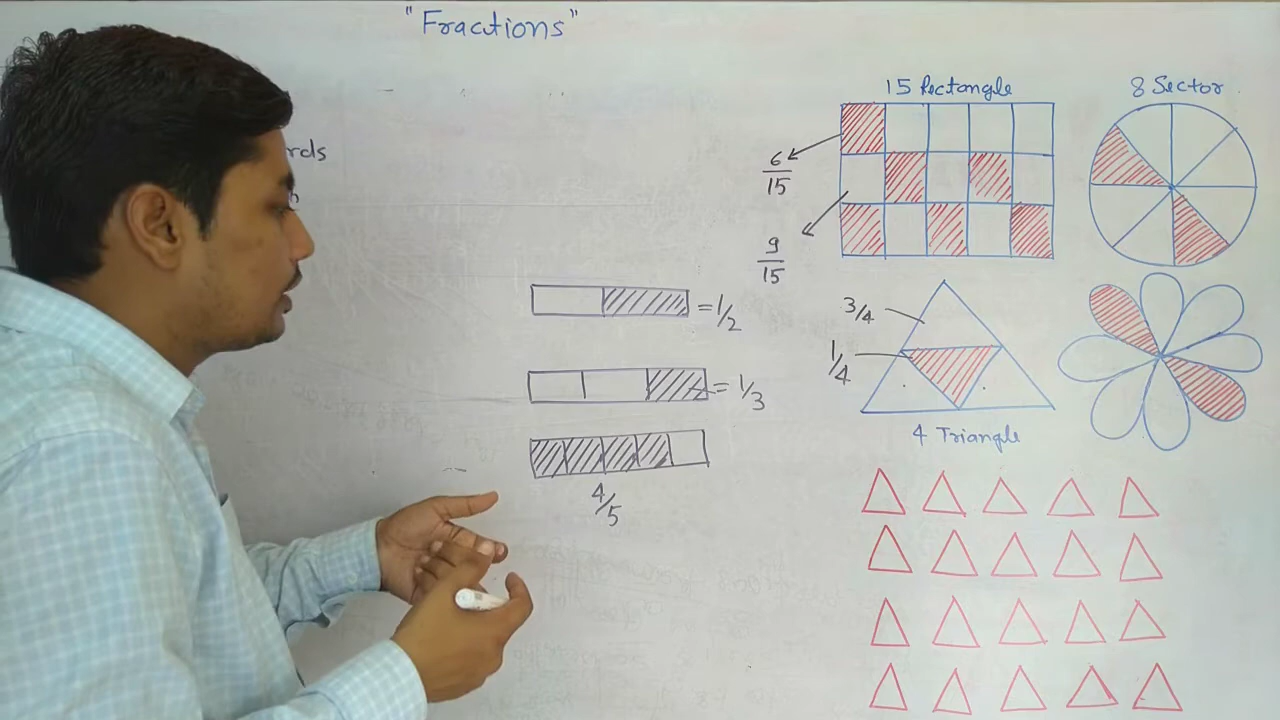 "Fractions"
15 Rectangle
8 Sector
6/15
9/15
= 1/2
3/4
1/4
= 1/3
4 Triangle
4/5